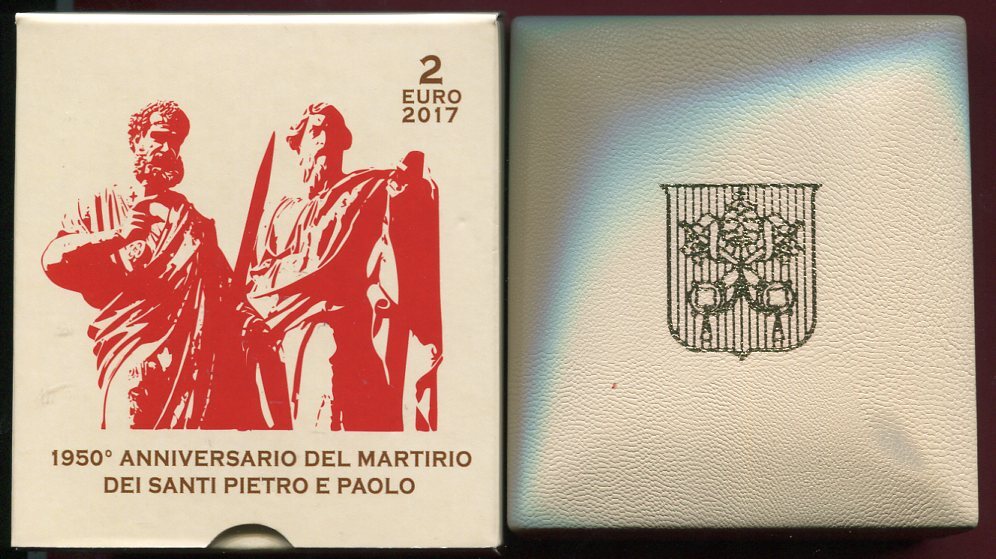 2
EURO
2017
1950° ANNIVERSARIO DEL MARTIRIO
DEI SANTI PIETRO E PAOLO